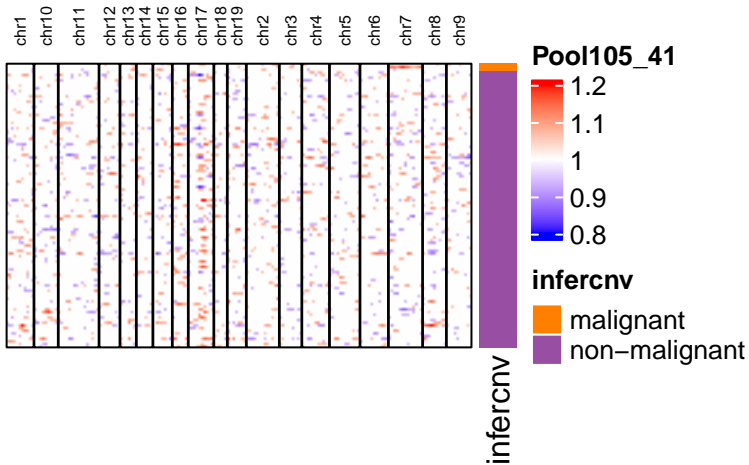 chr1
chr10
chr11
chr12
chr13
chr14
chr15
chr16
chr17
chr18
chr19
chr2
chr3
chr4
chr5
chr6
chr7
chr8
chr9
Pool105_41
1.2
1.1
1
0.9
0.8
infercnv
malignant
non−malignant
infercnv